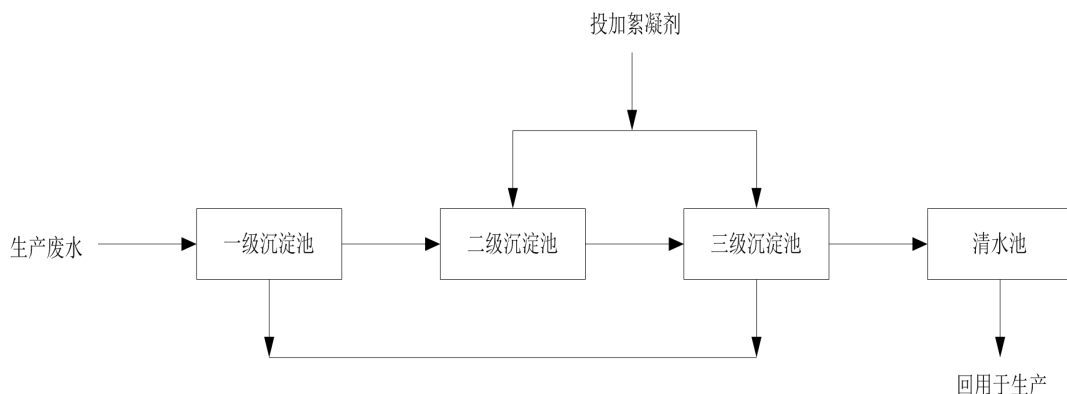 投加絮凝剂
生产废水
一级沉淀池
二级沉淀池
三级沉淀池
清水池
回用于生产